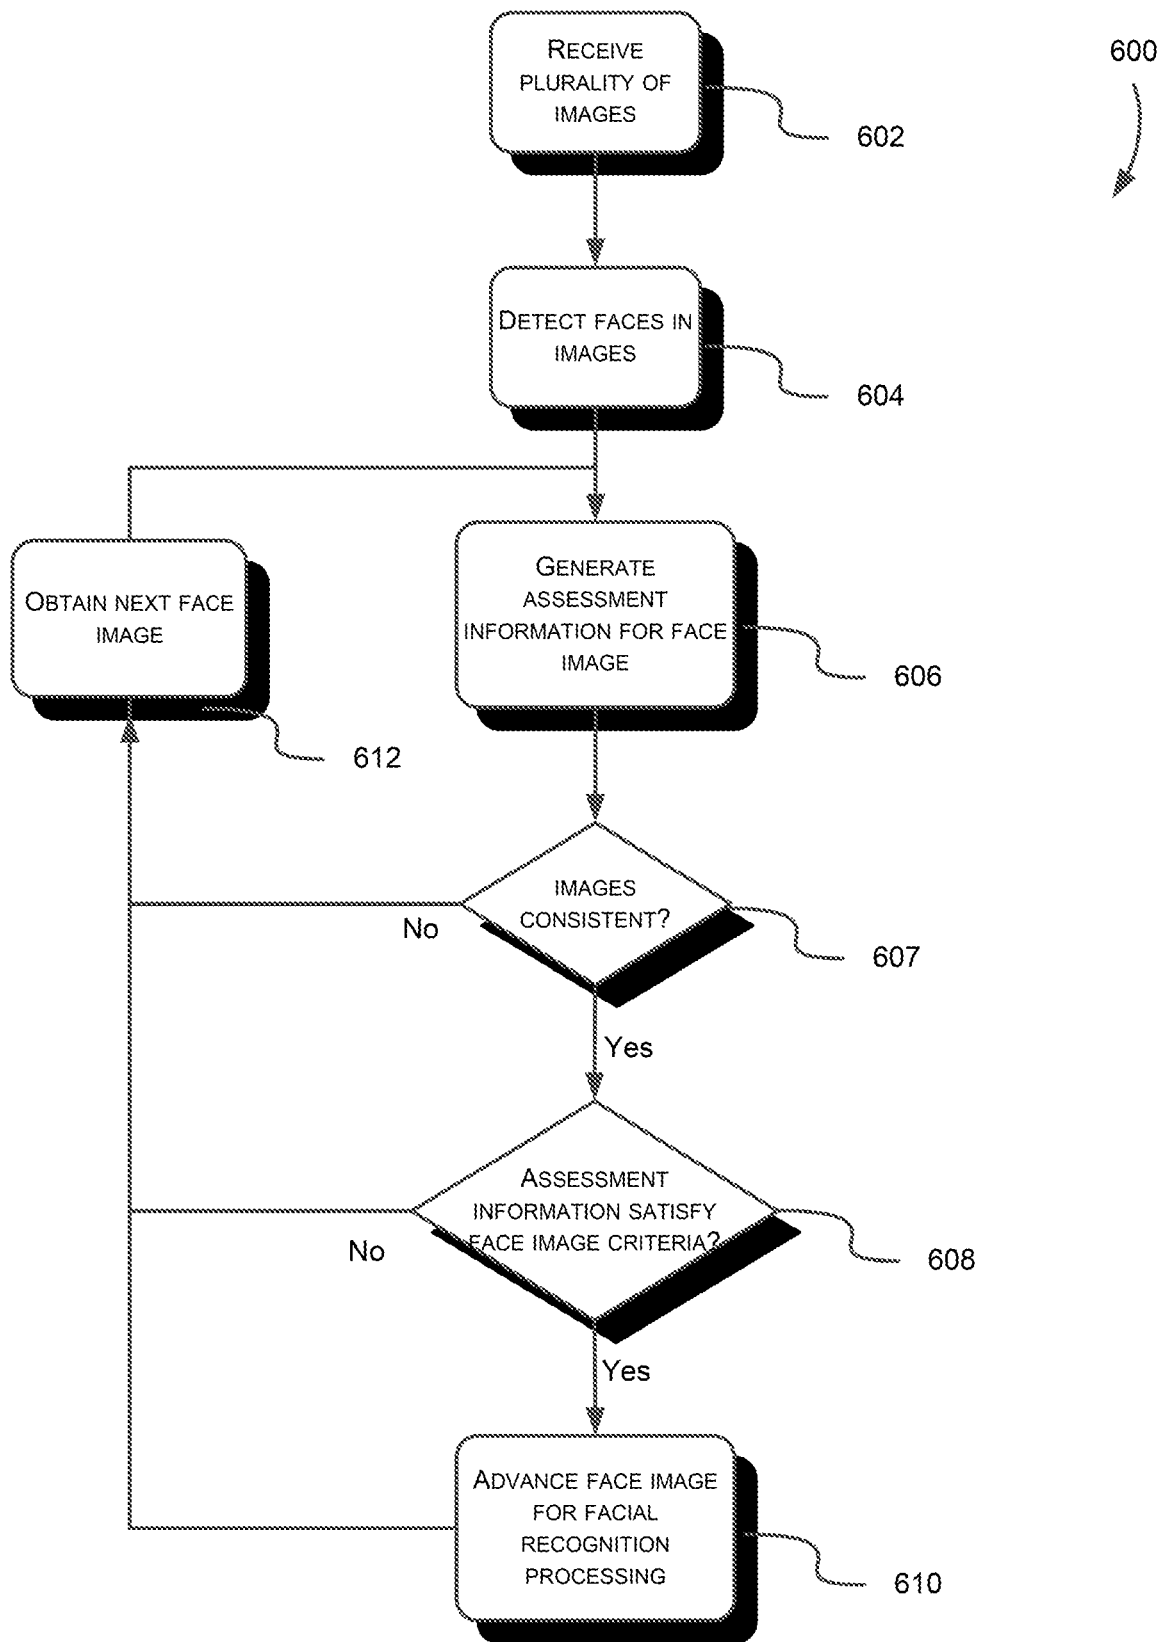 RECEIVE
PLURALITY OF
IMAGES
600
602
DETECT FACES IN
IMAGES
604
GENERATE
ASSESSMENT
INFORMATION FOR FACE
IMAGE
606
OBTAIN NEXT FACE
IMAGE
612
IMAGES
CONSISTENT?
No
607
Yes
ASSESSMENT
INFORMATION SATISFY
FACE IMAGE CRITERIA?
No
608
Yes
ADVANCE FACE IMAGE
FOR FACIAL
RECOGNITION
PROCESSING
610